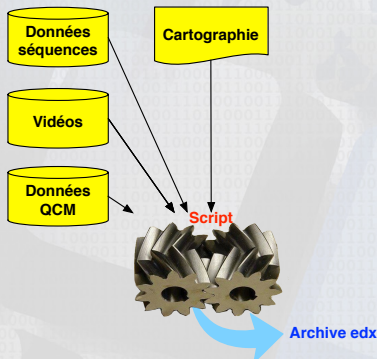 Données
séquences
Cartographie
Vidéos
Données
QCM
Script
Archive edx